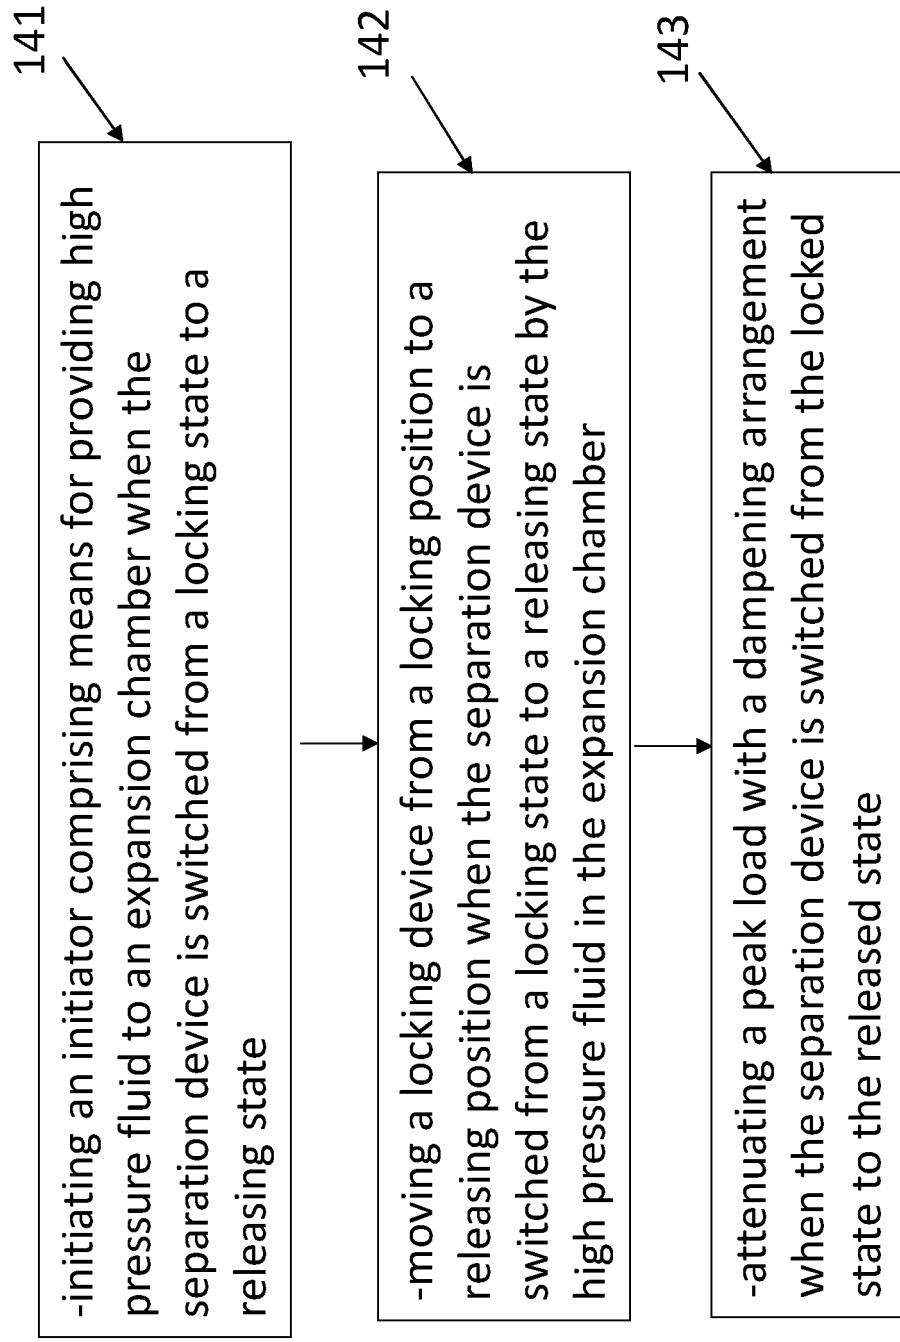 141
-initiating an initiator comprising means for providing high
pressure fluid to an expansion chamber when the
separation device is switched from a locking state to a
releasing state
142
-moving a locking device from a locking position to a
releasing position when the separation device is
switched from a locking state to a releasing state by the
high pressure fluid in the expansion chamber
143
-attenuating a peak load with a dampening arrangement
when the separation device is switched from the locked
state to the released state